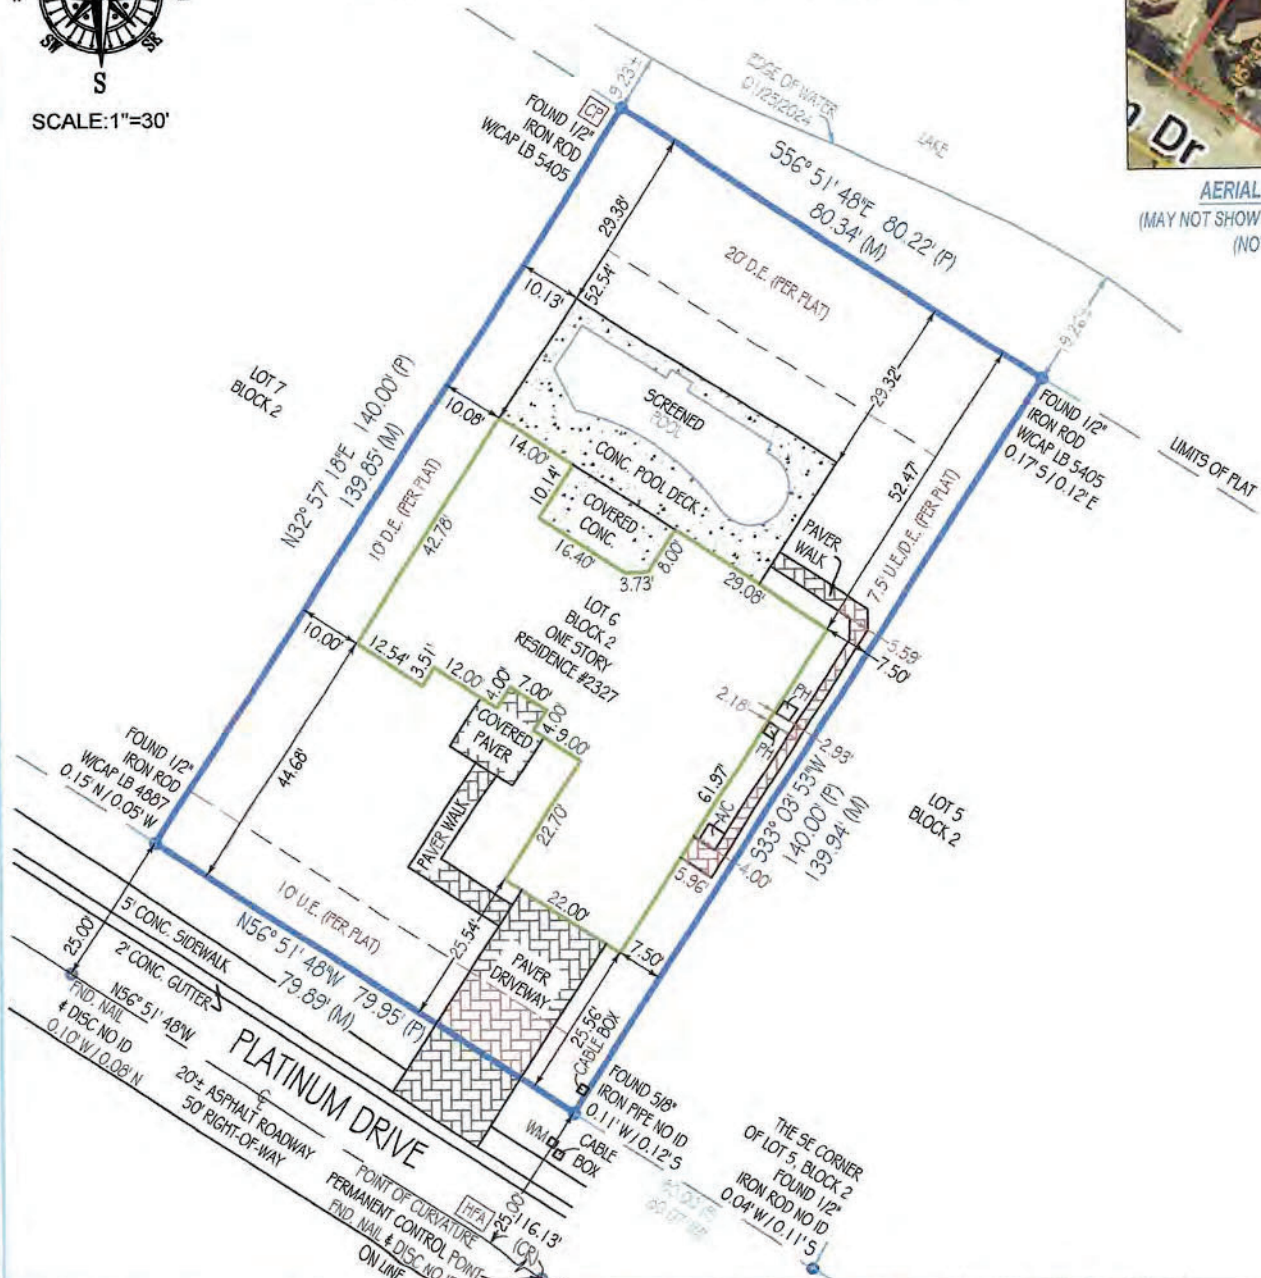 SW
SE
S
SCALE:1"=30'
Dr
AERIAL
(MAY NOT SHOW
(NO
EDGE OF WATER
01/25/2024
LAKE
9.23'±
CP
FOUND 1/2"
IRON ROD
W/CAP LB 5405
S56° 51' 48"E 80.22' (P)
80.34' (M)
29.38'
20' D.E. (PER PLAT)
10.13'
52.54'
LOT 7
BLOCK 2
N32° 57' 18"E 140.00' (P)
139.85' (M)
10.08'
SCREENED
POOL
29.32'
FOUND 1/2"
IRON ROD
W/CAP LB 5405
0.17'S/0.12' E
LIMITS OF PLAT
10' D.E. (PER PLAT)
42.78'
14.00'
10.14'
CONC. POOL DECK
COVERED
CONC.
52.47'
7.5' U.E./D.E. (PER PLAT)
PAVER
WALK
16.40'
3.73'
8.00'
29.08'
LOT 6
BLOCK 2
ONE STORY
RESIDENCE #2327
5.59'
7.50'
10.00'
12.54'
3.51'
12.00'
4.00'
7.00'
4.00'
9.00'
COVERED
PAVER
2.18'
PH
PH
2.93'
FOUND 1/2"
IRON ROD
W/CAP LB 4887
0.15' N/0.05' W
44.68'
61.97'
A/C
S33° 03' 53"W
140.00' (P)
139.94' (M)
LOT 5
BLOCK 2
PAVER WALK
22.70'
5.96'
4.00'
10' U.E. (PER PLAT)
22.00'
25.54'
7.50'
PAVER
DRIVEWAY
25.00'
5' CONC. SIDEWALK
2' CONC. GUTTER
N56° 51' 48"W 79.95' (P)
79.89' (M)
25.56'
CABLE BOX
FND. NAIL
& DISC NO ID
0.10' W/0.08' N
N56° 51' 48"W
PLATINUM DRIVE
20'± ASPHALT ROADWAY
50' RIGHT-OF-WAY
FOUND 5/8"
IRON PIPE NO ID
0.11' W/0.12' S
WM
CABLE
BOX
THE SE CORNER
OF LOT 5, BLOCK 2
FOUND 1/2"
IRON ROD NO ID
0.04' W/0.11' S
HFA
25.00'
116.13'
(CR)
POINT OF CURVATURE
PERMANENT CONTROL POINT
FND. NAIL & DISC NO
ON LINE